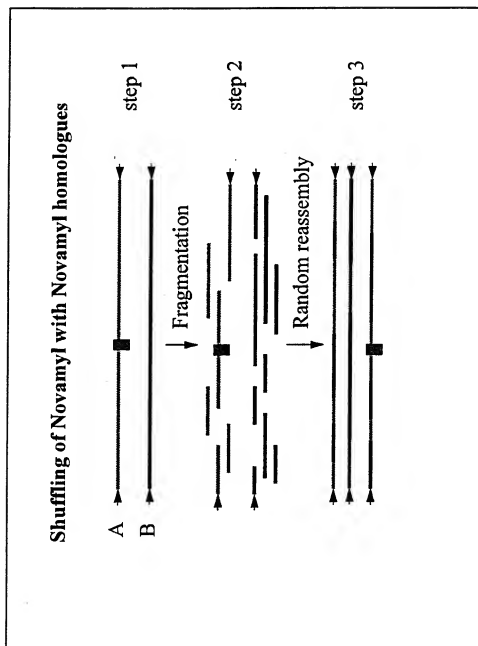 Shuffling of Novamyl with Novamyl homologues
A
B
step 1
Fragmentation
step 2
Random reassembly
step 3